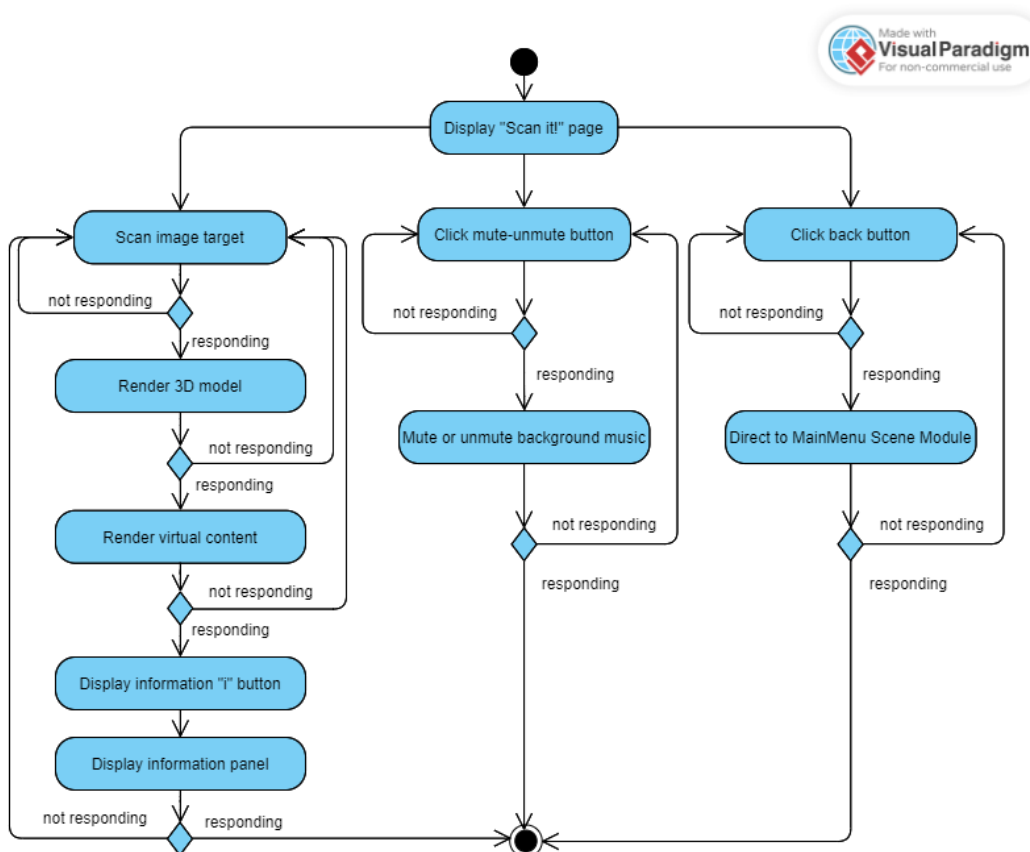 Made with
Visual Paradigm
For non-commercial use
Display "Scan it!" page
Scan image target
Click mute-unmute button
Click back button
not responding
not responding
not responding
responding
responding
responding
Render 3D model
Mute or unmute background music
Direct to MainMenu Scene Module
not responding
responding
not responding
not responding
Render virtual content
responding
responding
not responding
responding
Display information "i" button
Display information panel
not responding
responding